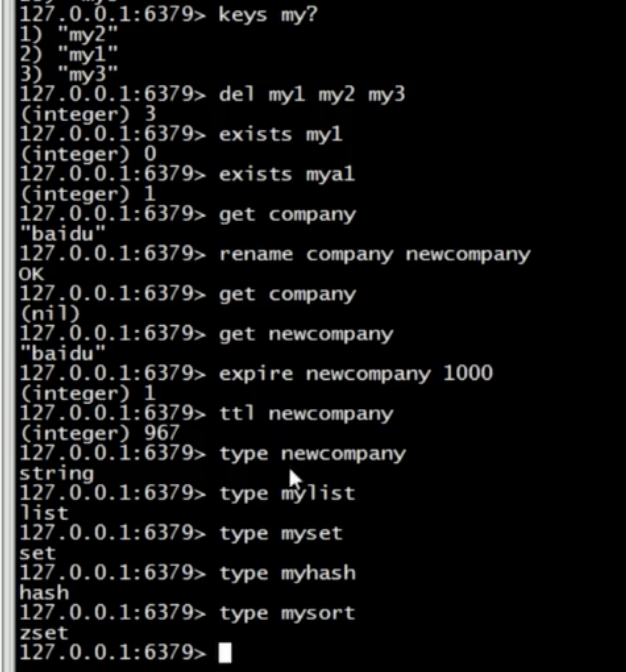 127.0.0.1:6379> keys my?
1) "my2"
2) "my1"
3) "my3"
127.0.0.1:6379> del my1 my2 my3
(integer) 3
127.0.0.1:6379> exists my1
(integer) 0
127.0.0.1:6379> exists mya1
(integer) 1
127.0.0.1:6379> get company
"baidu"
127.0.0.1:6379> rename company newcompany
OK
127.0.0.1:6379> get company
(nil)
127.0.0.1:6379> get newcompany
"baidu"
127.0.0.1:6379> expire newcompany 1000
(integer) 1
127.0.0.1:6379> ttl newcompany
(integer) 967
127.0.0.1:6379> type newcompany
string
127.0.0.1:6379> type mylist
list
127.0.0.1:6379> type myset
set
127.0.0.1:6379> type myhash
hash
127.0.0.1:6379> type mysort
zset
127.0.0.1:6379>